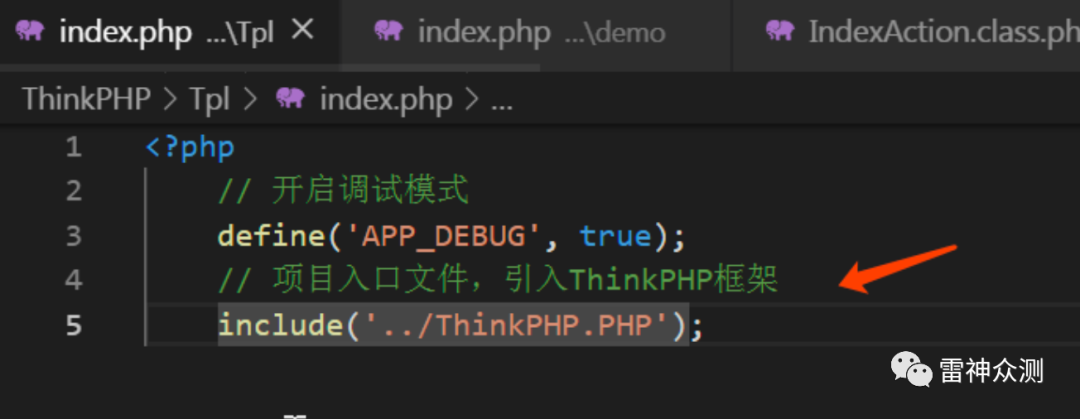 index.php ...\Tpl × index.php ...\demo IndexAction.class.ph
ThinkPHP > Tpl > index.php > ...
1 <?php
2 // 开启调试模式
3 define('APP_DEBUG', true);
4 // 项目入口文件，引入ThinkPHP框架
5 include('../ThinkPHP.PHP');
雷神众测